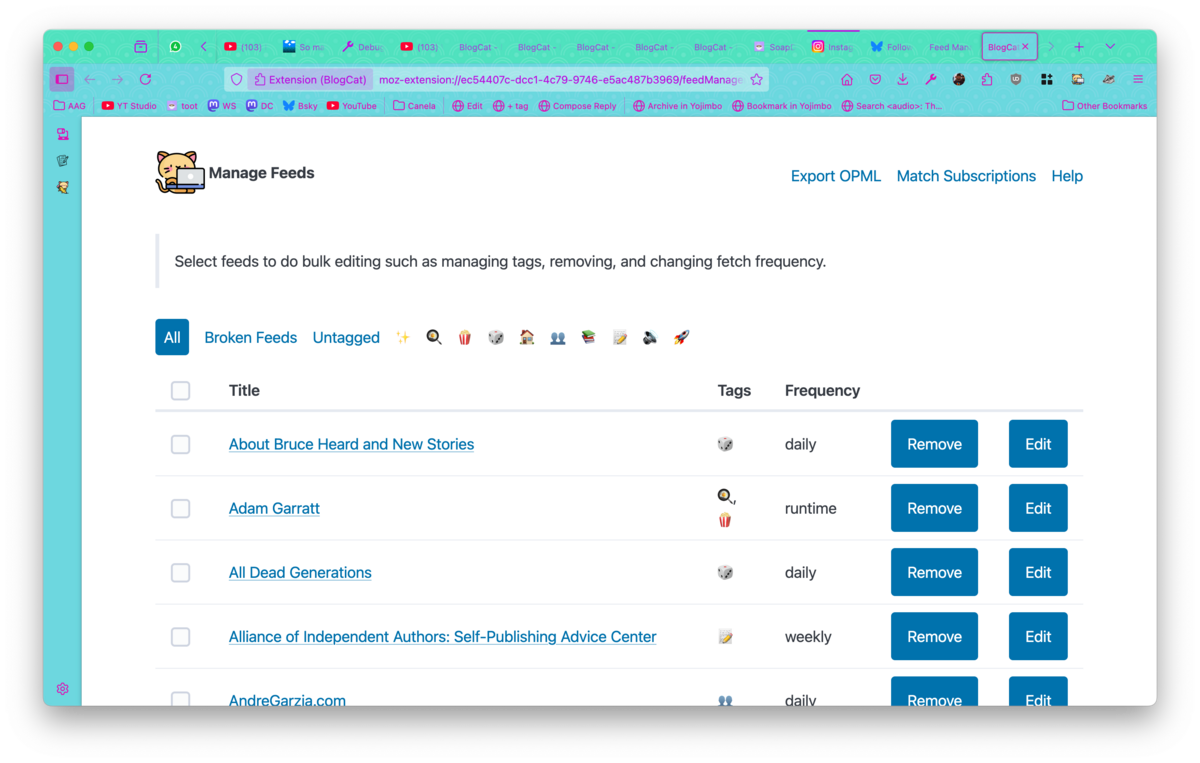 4 (103) So ma Debu (103) BlogCat - BlogCat - BlogCat - BlogCat - BlogCat - Soap Instag Follow Feed Man BlogCat
Extension (BlogCat) moz-extension://ec54407c-dcc1-4c79-9746-e5ac487b3969/feedManage
AAG YT Studio toot WS DC Bsky YouTube Canela Edit + tag Compose Reply Archive in Yojimbo Bookmark in Yojimbo Search <audio>: Th... Other Bookmarks
Manage Feeds
Export OPML Match Subscriptions Help
Select feeds to do bulk editing such as managing tags, removing, and changing fetch frequency.
All Broken Feeds Untagged ✨ 🍳 🍿 🎲 🏠 👥 📚 📝 🔊 🚀
Title Tags Frequency
About Bruce Heard and New Stories 🎲 daily Remove Edit
Adam Garratt 🍳, 🍿 runtime Remove Edit
All Dead Generations 🎲 daily Remove Edit
Alliance of Independent Authors: Self-Publishing Advice Center 📝 weekly Remove Edit
AndreGarzia.com 👥 daily Remove Edit